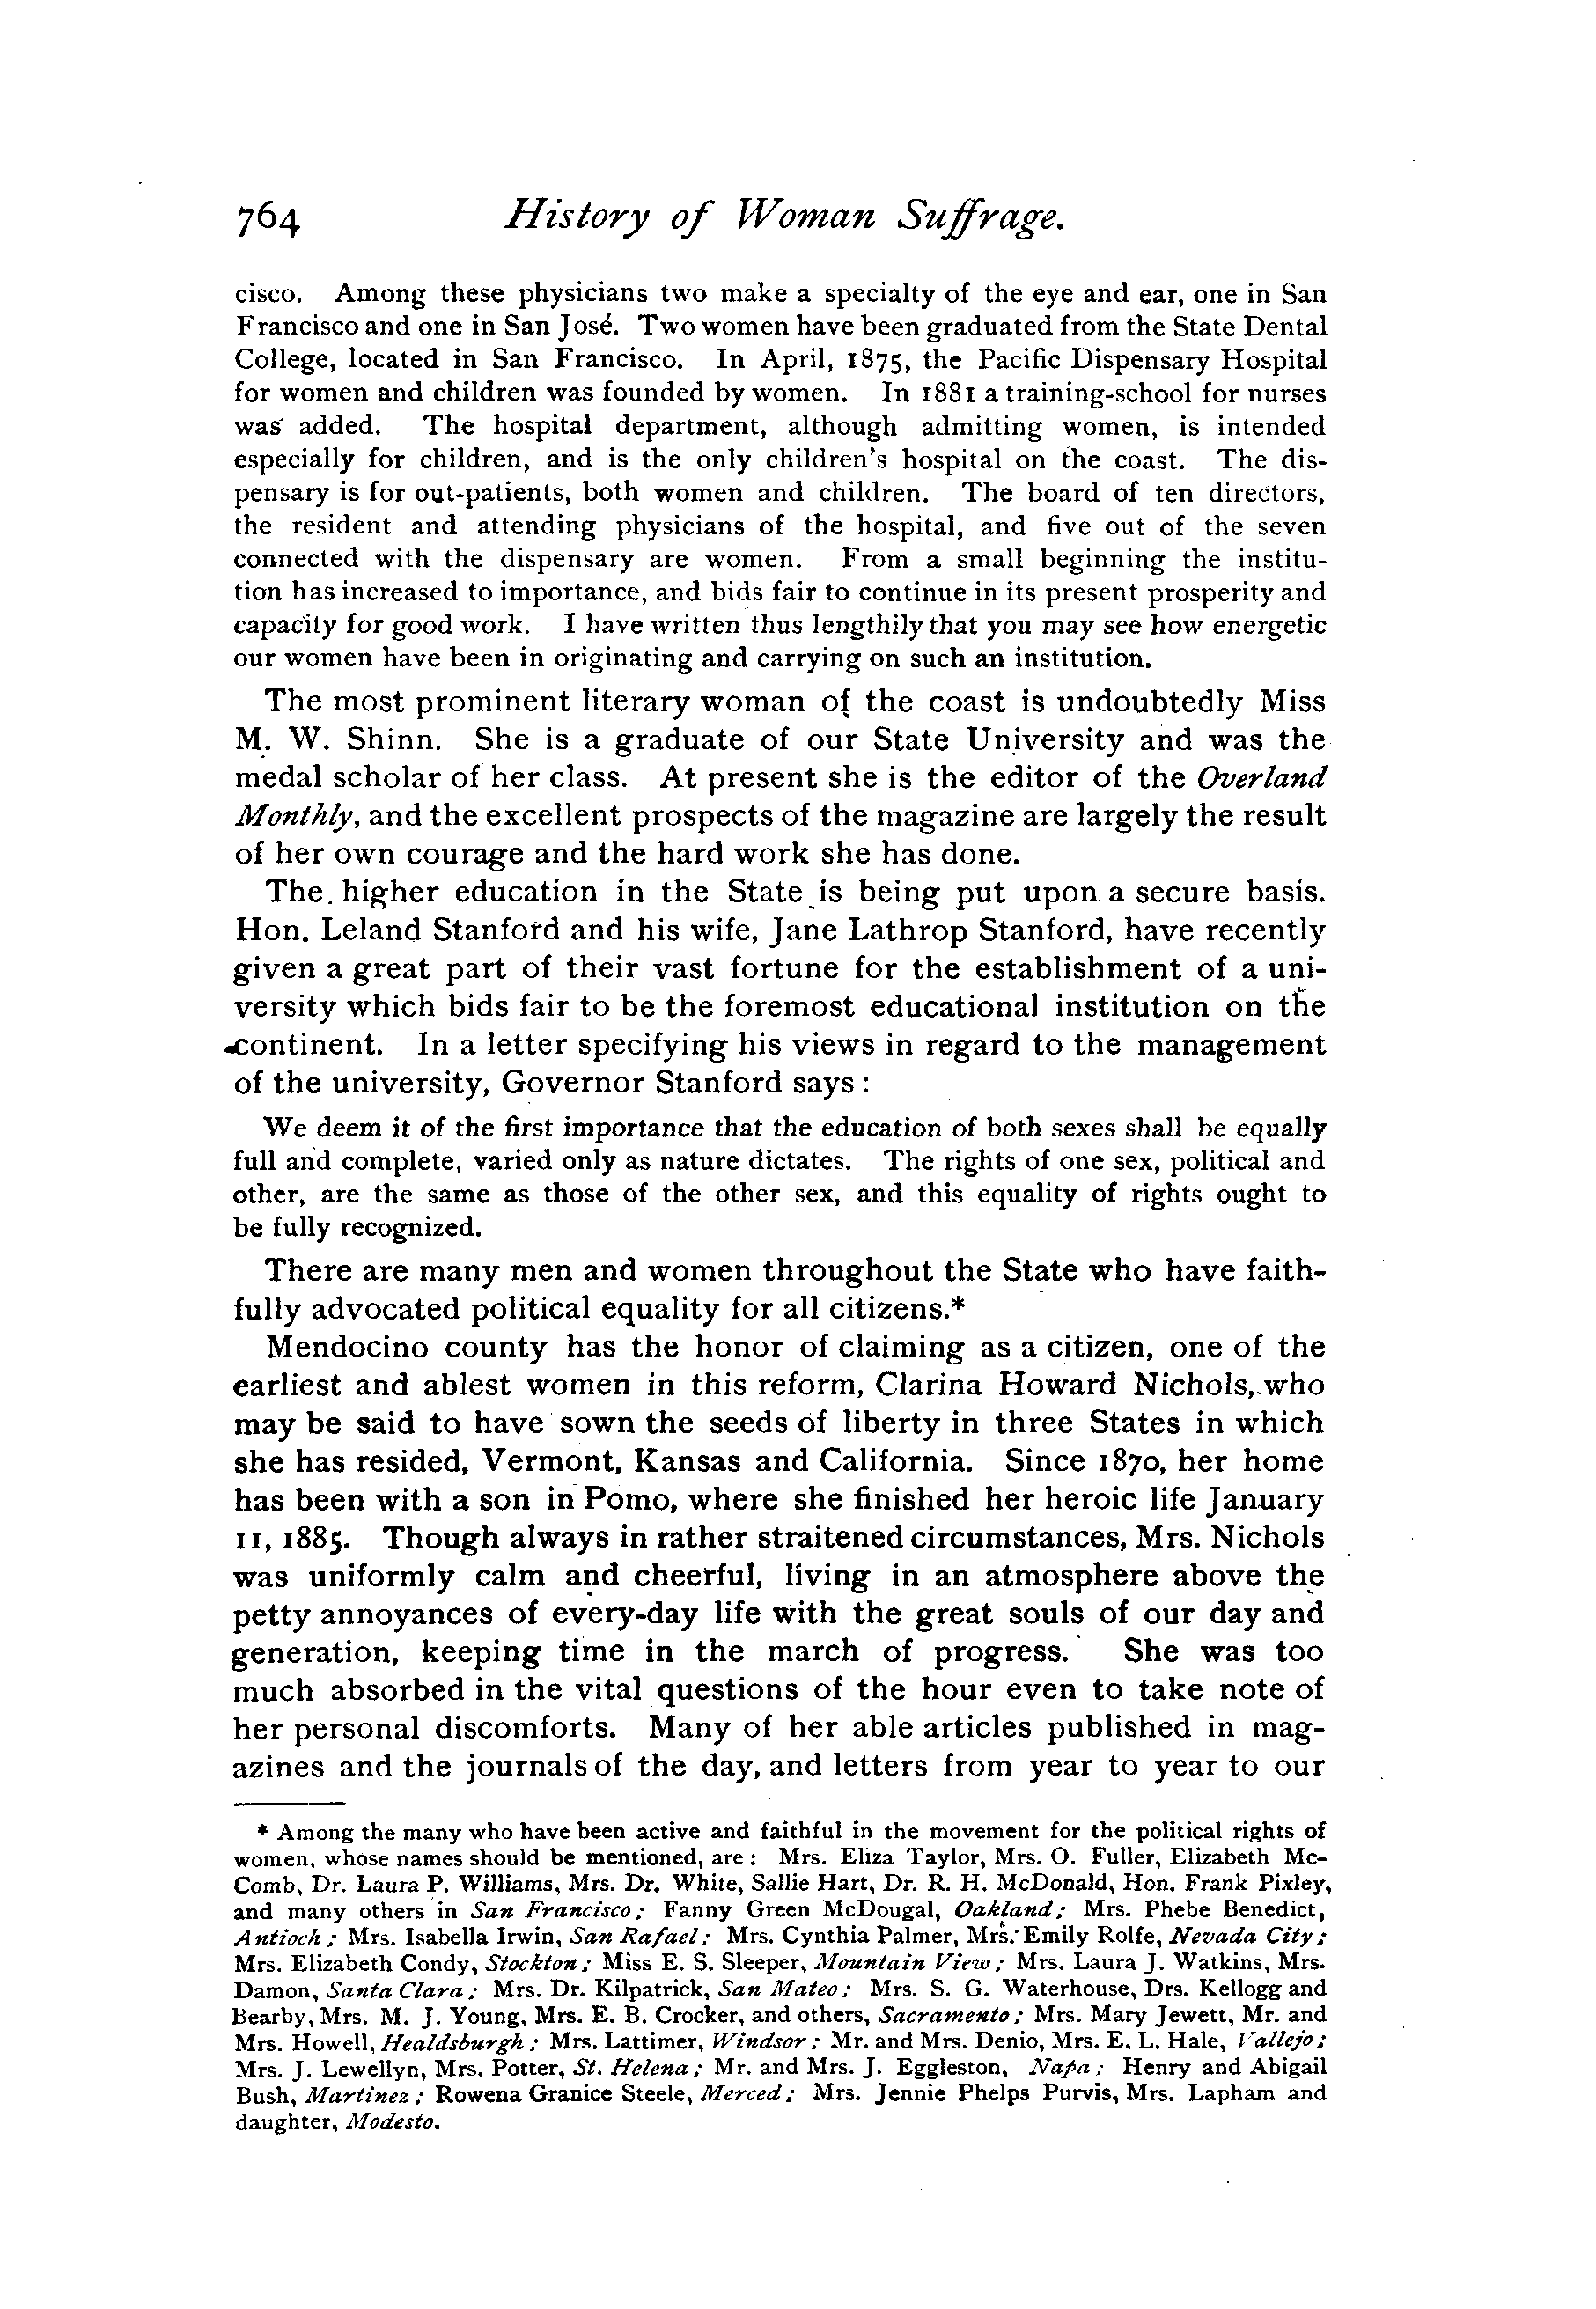 764 History of Woman Suffrage.
cisco. Among these physicians two make a specialty of the eye and ear, one in San
Francisco and one in San José. Two women have been graduated from the State Dental
College, located in San Francisco. In April, 1875, the Pacific Dispensary Hospital
for women and children was founded by women. In 1881 a training-school for nurses
was added. The hospital department, although admitting women, is intended
especially for children, and is the only children's hospital on the coast. The dis-
pensary is for out-patients, both women and children. The board of ten directors,
the resident and attending physicians of the hospital, and five out of the seven
connected with the dispensary are women. From a small beginning the institu-
tion has increased to importance, and bids fair to continue in its present prosperity and
capacity for good work. I have written thus lengthily that you may see how energetic
our women have been in originating and carrying on such an institution.
The most prominent literary woman of the coast is undoubtedly Miss
M. W. Shinn. She is a graduate of our State University and was the
medal scholar of her class. At present she is the editor of the Overland
Monthly, and the excellent prospects of the magazine are largely the result
of her own courage and the hard work she has done.
The higher education in the State is being put upon a secure basis.
Hon. Leland Stanford and his wife, Jane Lathrop Stanford, have recently
given a great part of their vast fortune for the establishment of a uni-
versity which bids fair to be the foremost educational institution on the
continent. In a letter specifying his views in regard to the management
of the university, Governor Stanford says:
We deem it of the first importance that the education of both sexes shall be equally
full and complete, varied only as nature dictates. The rights of one sex, political and
other, are the same as those of the other sex, and this equality of rights ought to
be fully recognized.
There are many men and women throughout the State who have faith-
fully advocated political equality for all citizens.*
Mendocino county has the honor of claiming as a citizen, one of the
earliest and ablest women in this reform, Clarina Howard Nichols, who
may be said to have sown the seeds of liberty in three States in which
she has resided, Vermont, Kansas and California. Since 1870, her home
has been with a son in Pomo, where she finished her heroic life January
11, 1885. Though always in rather straitened circumstances, Mrs. Nichols
was uniformly calm and cheerful, living in an atmosphere above the
petty annoyances of every-day life with the great souls of our day and
generation, keeping time in the march of progress. She was too
much absorbed in the vital questions of the hour even to take note of
her personal discomforts. Many of her able articles published in mag-
azines and the journals of the day, and letters from year to year to our
* Among the many who have been active and faithful in the movement for the political rights of
women, whose names should be mentioned, are: Mrs. Eliza Taylor, Mrs. O. Fuller, Elizabeth Mc-
Comb, Dr. Laura P. Williams, Mrs. Dr. White, Sallie Hart, Dr. R. H. McDonald, Hon. Frank Pixley,
and many others in San Francisco; Fanny Green McDougal, Oakland; Mrs. Phebe Benedict,
Antioch; Mrs. Isabella Irwin, San Rafael; Mrs. Cynthia Palmer, Mrs. Emily Rolfe, Nevada City;
Mrs. Elizabeth Condy, Stockton; Miss E. S. Sleeper, Mountain View; Mrs. Laura J. Watkins, Mrs.
Damon, Santa Clara; Mrs. Dr. Kilpatrick, San Mateo; Mrs. S. G. Waterhouse, Drs. Kellogg and
Bearby, Mrs. M. J. Young, Mrs. E. B. Crocker, and others, Sacramento; Mrs. Mary Jewett, Mr. and
Mrs. Howell, Healdsburgh; Mrs. Lattimer, Windsor; Mr. and Mrs. Denio, Mrs. E. L. Hale, Vallejo;
Mrs. J. Lewellyn, Mrs. Potter, St. Helena; Mr. and Mrs. J. Eggleston, Napa; Henry and Abigail
Bush, Martinez; Rowena Granice Steele, Merced; Mrs. Jennie Phelps Purvis, Mrs. Lapham and
daughter, Modesto.